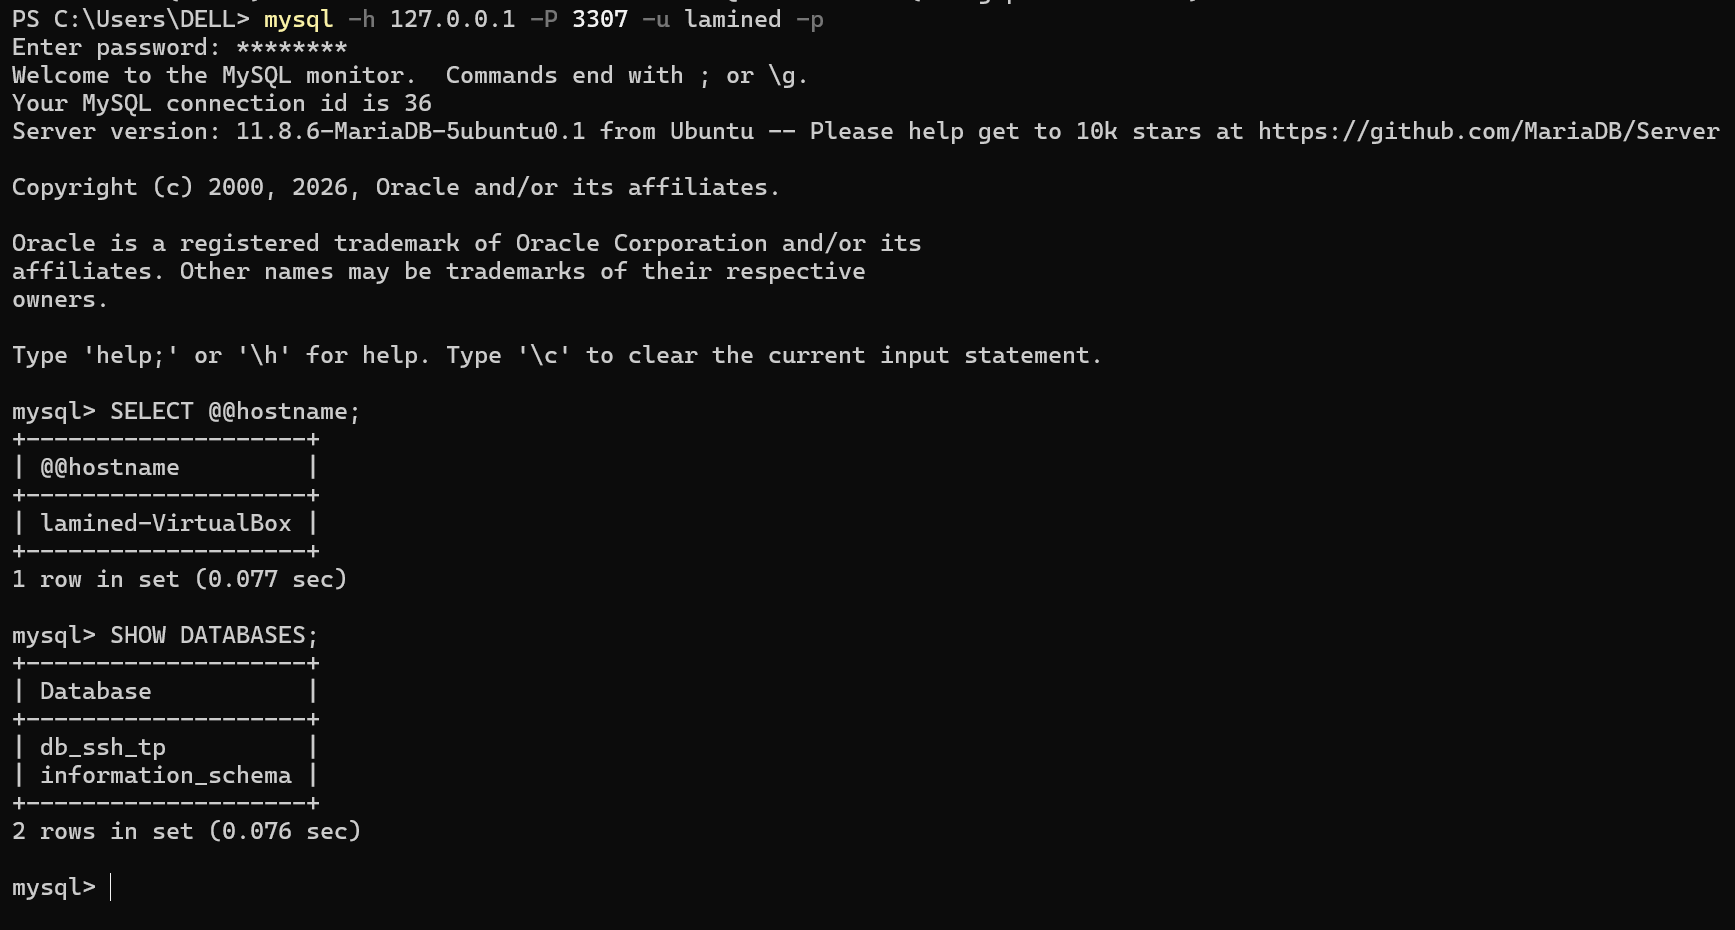 PS C:\Users\DELL> mysql -h 127.0.0.1 -P 3307 -u lamined -p
Enter password: ********
Welcome to the MySQL monitor.  Commands end with ; or \g.
Your MySQL connection id is 36
Server version: 11.8.6-MariaDB-5ubuntu0.1 from Ubuntu -- Please help get to 10k stars at https://github.com/MariaDB/Server

Copyright (c) 2000, 2026, Oracle and/or its affiliates.

Oracle is a registered trademark of Oracle Corporation and/or its
affiliates. Other names may be trademarks of their respective
owners.

Type 'help;' or '\h' for help. Type '\c' to clear the current input statement.

mysql> SELECT @@hostname;
+--------------------+
| @@hostname         |
+--------------------+
| lamined-VirtualBox |
+--------------------+
1 row in set (0.077 sec)

mysql> SHOW DATABASES;
+--------------------+
| Database           |
+--------------------+
| db_ssh_tp          |
| information_schema |
+--------------------+
2 rows in set (0.076 sec)

mysql>